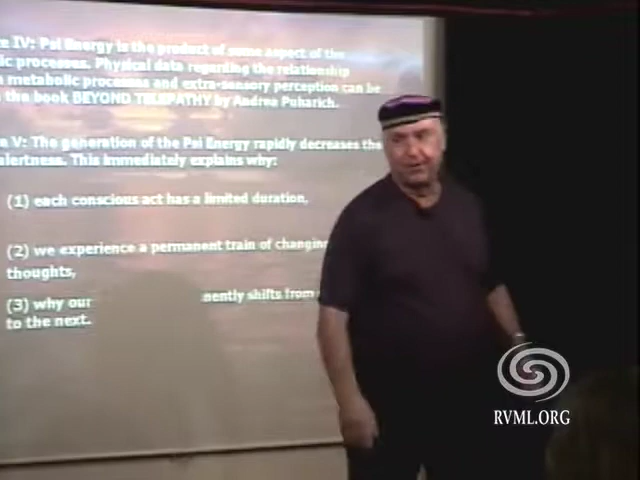 e IV: Psi Energy is the product of some aspect of the
ic processes. Physical data regarding the relationship
metabolic processes and extra-sensory perception can be
the book BEYOND TELEPATHY by Andrea Puharich.
e V: The generation of the Psi Energy rapidly decreases the
alertness. This immediately explains why:
(1) each conscious act has a limited duration,
(2) we experience a permanent train of changing
thoughts,
(3) why our nently shifts from
to the next.
RVML.ORG